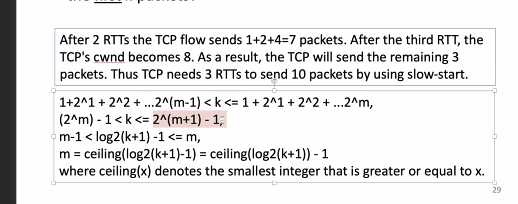 After 2 RTTs the TCP flow sends 1+2+4=7 packets. After the third RTT, the
TCP's cwnd becomes 8. As a result, the TCP will send the remaining 3
packets. Thus TCP needs 3 RTTs to send 10 packets by using slow-start.
1+2^1 + 2^2 + ...2^(m-1) < k <= 1 + 2^1 + 2^2 + ...2^m,
(2^m) - 1 < k <= 2^(m+1) - 1,
m-1 < log2(k+1) -1 <= m,
m = ceiling(log2(k+1)-1) = ceiling(log2(k+1)) - 1
where ceiling(x) denotes the smallest integer that is greater or equal to x.
29